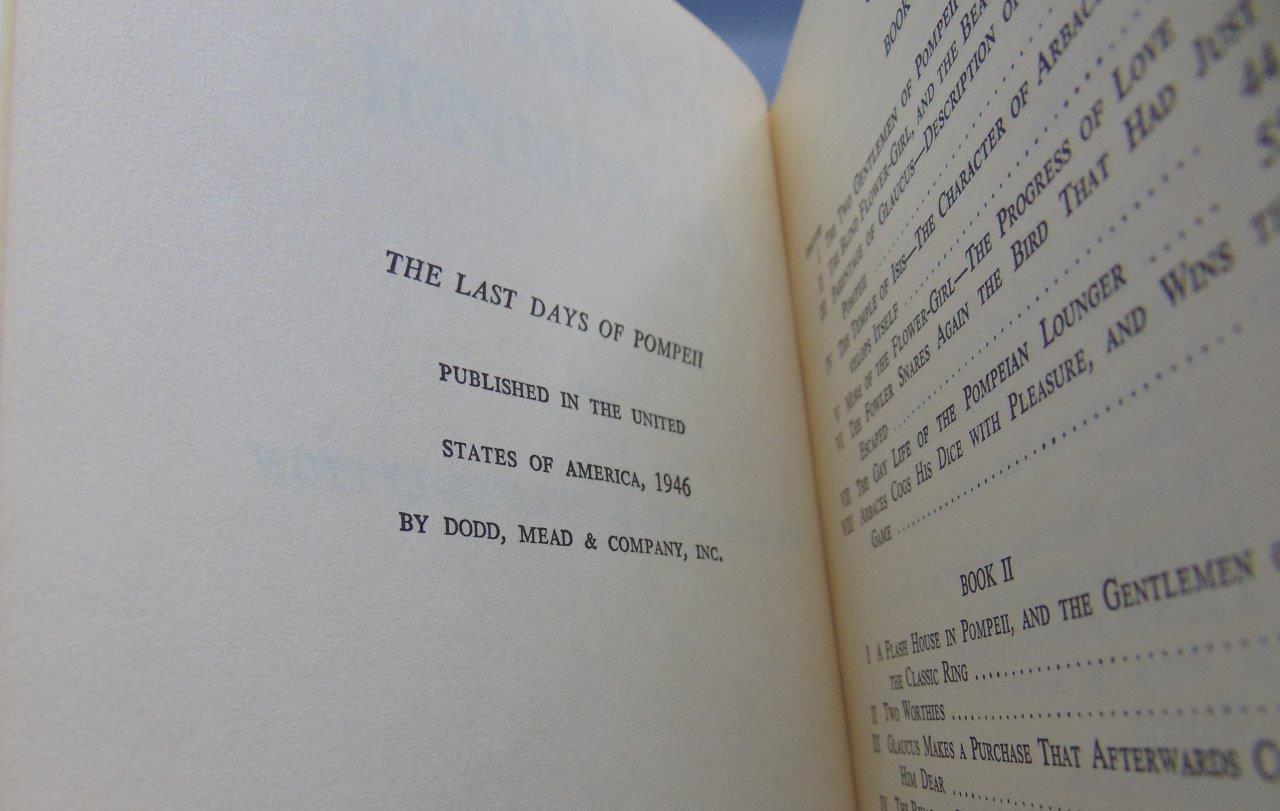 THE LAST DAYS OF POMPEII
PUBLISHED IN THE UNITED
STATES OF AMERICA, 1946
BY DODD, MEAD & COMPANY, INC.
BOOK
I THE TWO GENTLEMEN OF POMPEII
II THE BLIND FLOWER-GIRL, AND THE BEA
III PARENTAGE OF GLAUCUS—DESCRIPTION OF
POMPEII
IV THE TEMPLE OF ISIS—THE CHARACTER OF ARBAC
VELOPS ITSELF
V MORE OF THE FLOWER-GIRL—THE PROGRESS OF LOVE
VI THE FOWLER SNARES AGAIN THE BIRD THAT HAD JUST
ESCAPED
VII THE GAY LIFE OF THE POMPEIAN LOUNGER
VIII ARBACES COGS HIS DICE WITH PLEASURE, AND WINS TH
GAME
44
BOOK II
I A FLASH HOUSE IN POMPEII, AND THE GENTLEMEN
THE CLASSIC RING
II TWO WORTHIES
III GLAUCUS MAKES A PURCHASE THAT AFTERWARDS
HIM DEAR
IV THE